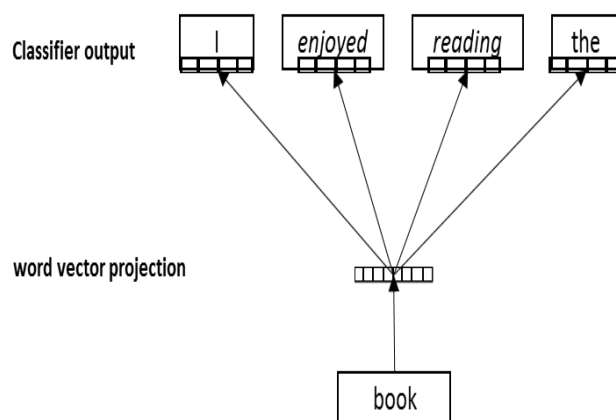 Classifier output
I
enjoyed
reading
the
word vector projection
book